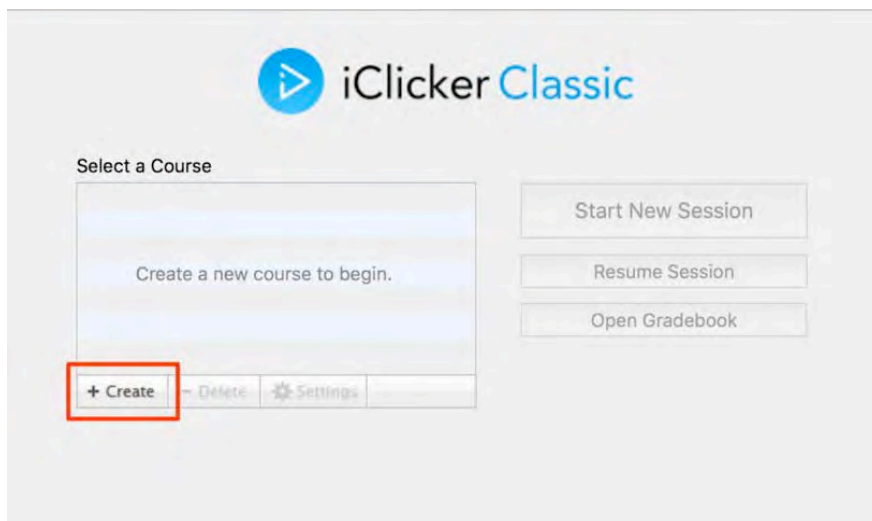 iClicker Classic
Select a Course
Create a new course to begin.
+ Create
- Delete
Settings
Start New Session
Resume Session
Open Gradebook